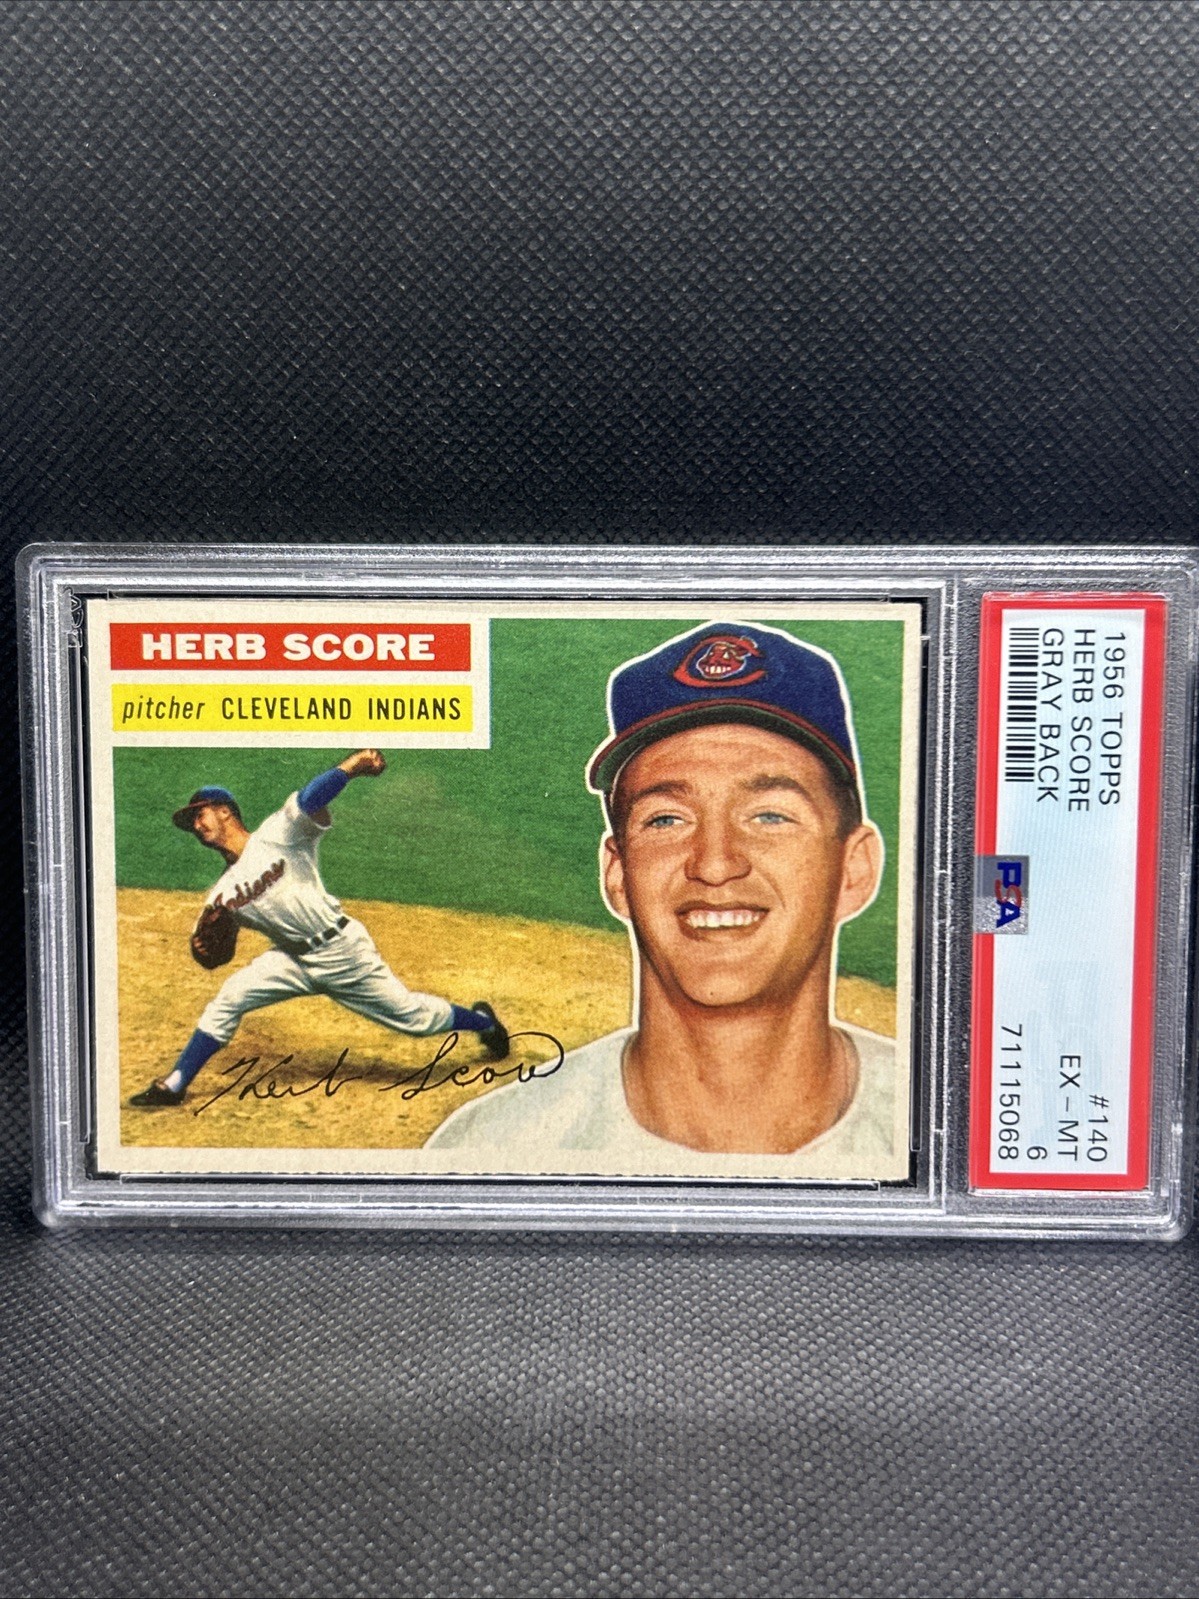 HERB SCORE
pitcher CLEVELAND INDIANS
Indians
Herb Score
1956 TOPPS #140
HERB SCORE EX - MT
GRAY BACK 6
PSA 71115068